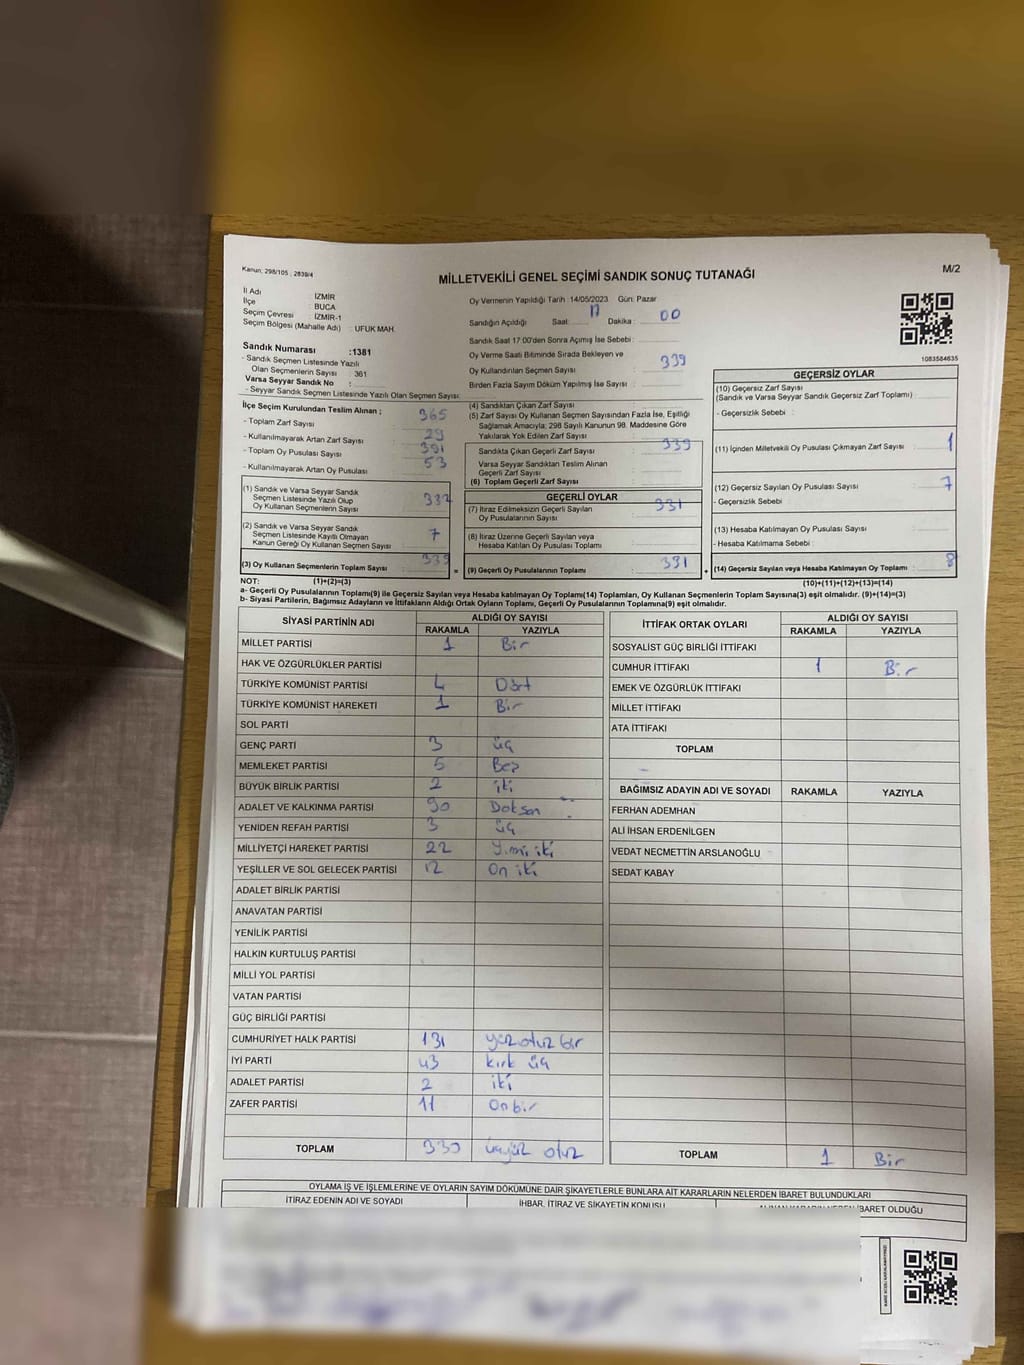 Kanun: 298/105 , 2839/4
MİLLETVEKİLİ GENEL SEÇİMİ SANDIK SONUÇ TUTANAĞI
M/2
İl Adı : İZMİR
İlçe : BUCA
Seçim Çevresi : İZMİR-1
Seçim Bölgesi (Mahalle Adı) : UFUK MAH.
Sandık Numarası :1381
- Sandık Seçmen Listesinde Yazılı
Olan Seçmenlerin Sayısı : 361
Varsa Seyyar Sandık No :
- Seyyar Sandık Seçmen Listesinde Yazılı Olan Seçmen Sayısı:
Oy Vermenin Yapıldığı Tarih :14/05/2023 Gün: Pazar
Sandığın Açıldığı Saat: 17 Dakika : 00
Sandık Saat 17:00'den Sonra Açımış İse Sebebi :
Oy Verme Saati Bitiminde Sırada Bekleyen ve
Oy Kullandırılan Seçmen Sayısı : 339
Birden Fazla Sayım Döküm Yapılmış İse Sayısı :
1083584635
İlçe Seçim Kurulundan Teslim Alınan ;
- Toplam Zarf Sayısı : 365
- Kullanılmayarak Artan Zarf Sayısı : 29
- Toplam Oy Pusulası Sayısı : 391
- Kullanılmayarak Artan Oy Pusulası : 53
(1) Sandık ve Varsa Seyyar Sandık
Seçmen Listesinde Yazılı Olup
Oy Kullanan Seçmenlerin Sayısı : 332
(2) Sandık ve Varsa Seyyar Sandık
Seçmen Listesinde Kayıtlı Olmayan
Kanun Gereği Oy Kullanan Seçmen Sayısı : 7
(3) Oy Kullanan Seçmenlerin Toplam Sayısı : 339
(4) Sandıktan Çıkan Zarf Sayısı :
(5) Zarf Sayısı Oy Kullanan Seçmen Sayısından Fazla İse, Eşitliği
Sağlamak Amacıyla; 298 Sayılı Kanunun 98. Maddesine Göre
Yakılarak Yok Edilen Zarf Sayısı :
Sandıkta Çıkan Geçerli Zarf Sayısı : 339
Varsa Seyyar Sandıktan Teslim Alınan
Geçerli Zarf Sayısı :
(6) Toplam Geçerli Zarf Sayısı :
GEÇERLİ OYLAR
(7) İtiraz Edilmeksizin Geçerli Sayılan
Oy Pusulalarının Sayısı : 331
(8) İtiraz Üzerine Geçerli Sayılan veya
Hesaba Katılan Oy Pusulası Toplamı :
= (9) Geçerli Oy Pusulalarının Toplamı : 331
GEÇERSİZ OYLAR
(10) Geçersiz Zarf Sayısı
(Sandık ve Varsa Seyyar Sandık Geçersiz Zarf Toplamı) :
- Geçersizlik Sebebi :
(11) İçinden Milletvekili Oy Pusulası Çıkmayan Zarf Sayısı : 1
(12) Geçersiz Sayılan Oy Pusulası Sayısı : 7
- Geçersizlik Sebebi :
(13) Hesaba Katılmayan Oy Pusulası Sayısı :
- Hesaba Katılmama Sebebi :
+ (14) Geçersiz Sayılan veya Hesaba Katılmayan Oy Toplamı : 8
NOT: (1)+(2)=(3) (10)+(11)+(12)+(13)=(14)
a- Geçerli Oy Pusulalarının Toplamı(9) ile Geçersiz Sayılan veya Hesaba katılmayan Oy Toplamı(14) Toplamları, Oy Kullanan Seçmenlerin Toplam Sayısına(3) eşit olmalıdır. (9)+(14)=(3)
b- Siyasi Partilerin, Bağımsız Adayların ve İttifakların Aldığı Ortak Oyların Toplamı, Geçerli Oy Pusulalarının Toplamına(9) eşit olmalıdır.
SİYASİ PARTİNİN ADI ALDIĞI OY SAYISI
RAKAMLA YAZIYLA
MİLLET PARTİSİ 1 Bir
HAK VE ÖZGÜRLÜKLER PARTİSİ
TÜRKİYE KOMÜNİST PARTİSİ 4 Dört
TÜRKİYE KOMÜNİST HAREKETİ 1 Bir
SOL PARTİ
GENÇ PARTİ 3 üç
MEMLEKET PARTİSİ 5 Beş
BÜYÜK BİRLİK PARTİSİ 2 iki
ADALET VE KALKINMA PARTİSİ 90 Doksan
YENİDEN REFAH PARTİSİ 3 üç
MİLLİYETÇİ HAREKET PARTİSİ 22 Yirmi iki
YEŞİLLER VE SOL GELECEK PARTİSİ 12 On iki
ADALET BİRLİK PARTİSİ
ANAVATAN PARTİSİ
YENİLİK PARTİSİ
HALKIN KURTULUŞ PARTİSİ
MİLLİ YOL PARTİSİ
VATAN PARTİSİ
GÜÇ BİRLİĞİ PARTİSİ
CUMHURİYET HALK PARTİSİ 131 yüz otuz bir
İYİ PARTİ 43 kırk üç
ADALET PARTİSİ 2 iki
ZAFER PARTİSİ 11 On bir
TOPLAM 330 üçyüz otuz
İTTİFAK ORTAK OYLARI ALDIĞI OY SAYISI
RAKAMLA YAZIYLA
SOSYALİST GÜÇ BİRLİĞİ İTTİFAKI
CUMHUR İTTİFAKI 1 Bir
EMEK VE ÖZGÜRLÜK İTTİFAKI
MİLLET İTTİFAKI
ATA İTTİFAKI
TOPLAM
BAĞIMSIZ ADAYIN ADI VE SOYADI RAKAMLA YAZIYLA
FERHAN ADEMHAN
ALİ İHSAN ERDENİLGEN
VEDAT NECMETTİN ARSLANOĞLU
SEDAT KABAY
TOPLAM 1 Bir
OYLAMA İŞ VE İŞLEMLERİNE VE OYLARIN SAYIM DÖKÜMÜNE DAİR ŞİKAYETLERLE BUNLARA AİT KARARLARIN NELERDEN İBARET BULUNDUKLARI
İTİRAZ EDENİN ADI VE SOYADI İHBAR, İTİRAZ VE ŞİKAYETİN KONUSU İBARET OLDUĞU